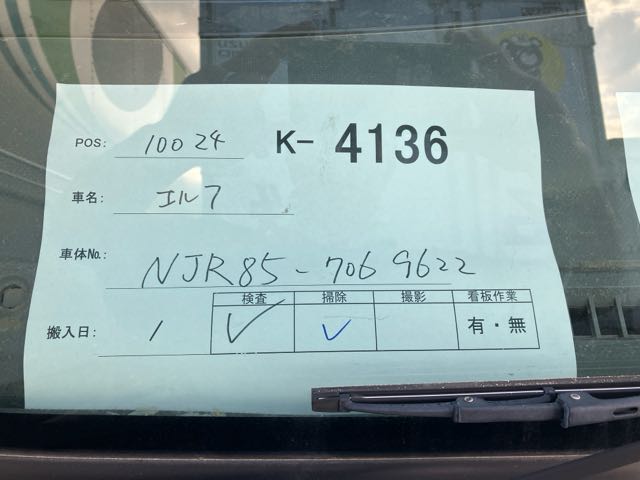 POS: 10024 K- 4136
車名: エルフ
車体No.: NJR85-7069622
検査 掃除 撮影 看板作業
搬入日: 1 ✓ ✓ 有・無